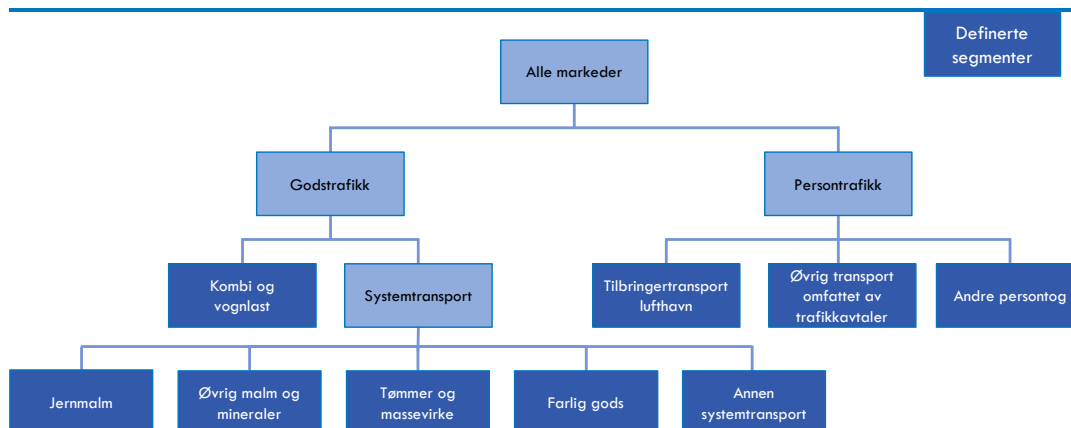 Definerte
segmenter
Alle markeder
Godstrafikk
Persontrafikk
Kombi og
vognlast
Systemtransport
Tilbringertransport
lufthavn
Øvrig transport
omfattet av
trafikkavtaler
Andre persontog
Jernmalm
Øvrig malm og
mineraler
Tømmer og
massevirke
Farlig gods
Annen
systemtransport